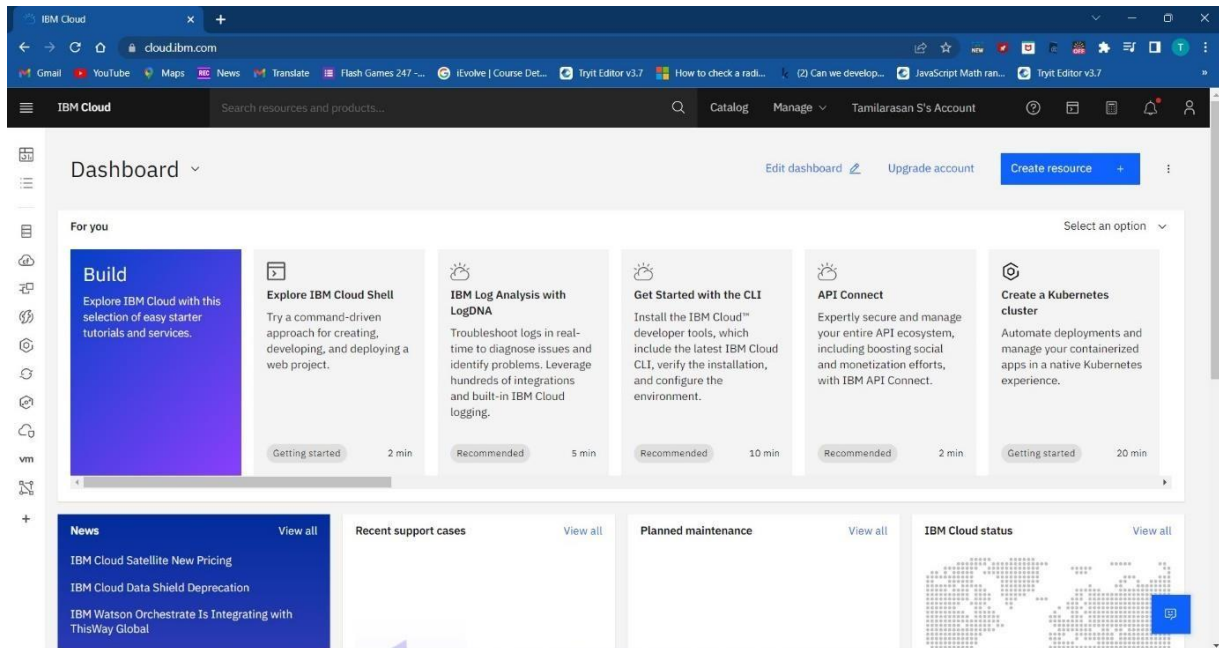 IBM Cloud
cloud.ibm.com
Gmail YouTube Maps News Translate Flash Games 247 -... iEvolve | Course Det... Tryit Editor v3.7 How to check a radi... (2) Can we develop... JavaScript Math ran... Tryit Editor v3.7
IBM Cloud Search resources and products... Catalog Manage Tamilarasan S's Account
Dashboard Edit dashboard Upgrade account Create resource +
For you Select an option
Build
Explore IBM Cloud with this
selection of easy starter
tutorials and services.
Explore IBM Cloud Shell
Try a command-driven
approach for creating,
developing, and deploying a
web project.
Getting started 2 min
IBM Log Analysis with
LogDNA
Troubleshoot logs in real-
time to diagnose issues and
identify problems. Leverage
hundreds of integrations
and built-in IBM Cloud
logging.
Recommended 5 min
Get Started with the CLI
Install the IBM Cloud™
developer tools, which
include the latest IBM Cloud
CLI, verify the installation,
and configure the
environment.
Recommended 10 min
API Connect
Expertly secure and manage
your entire API ecosystem,
including boosting social
and monetization efforts,
with IBM API Connect.
Recommended 2 min
Create a Kubernetes
cluster
Automate deployments and
manage your containerized
apps in a native Kubernetes
experience.
Getting started 20 min
vm
News View all
IBM Cloud Satellite New Pricing
IBM Cloud Data Shield Deprecation
IBM Watson Orchestrate Is Integrating with
ThisWay Global
Recent support cases View all
Planned maintenance View all
IBM Cloud status View all